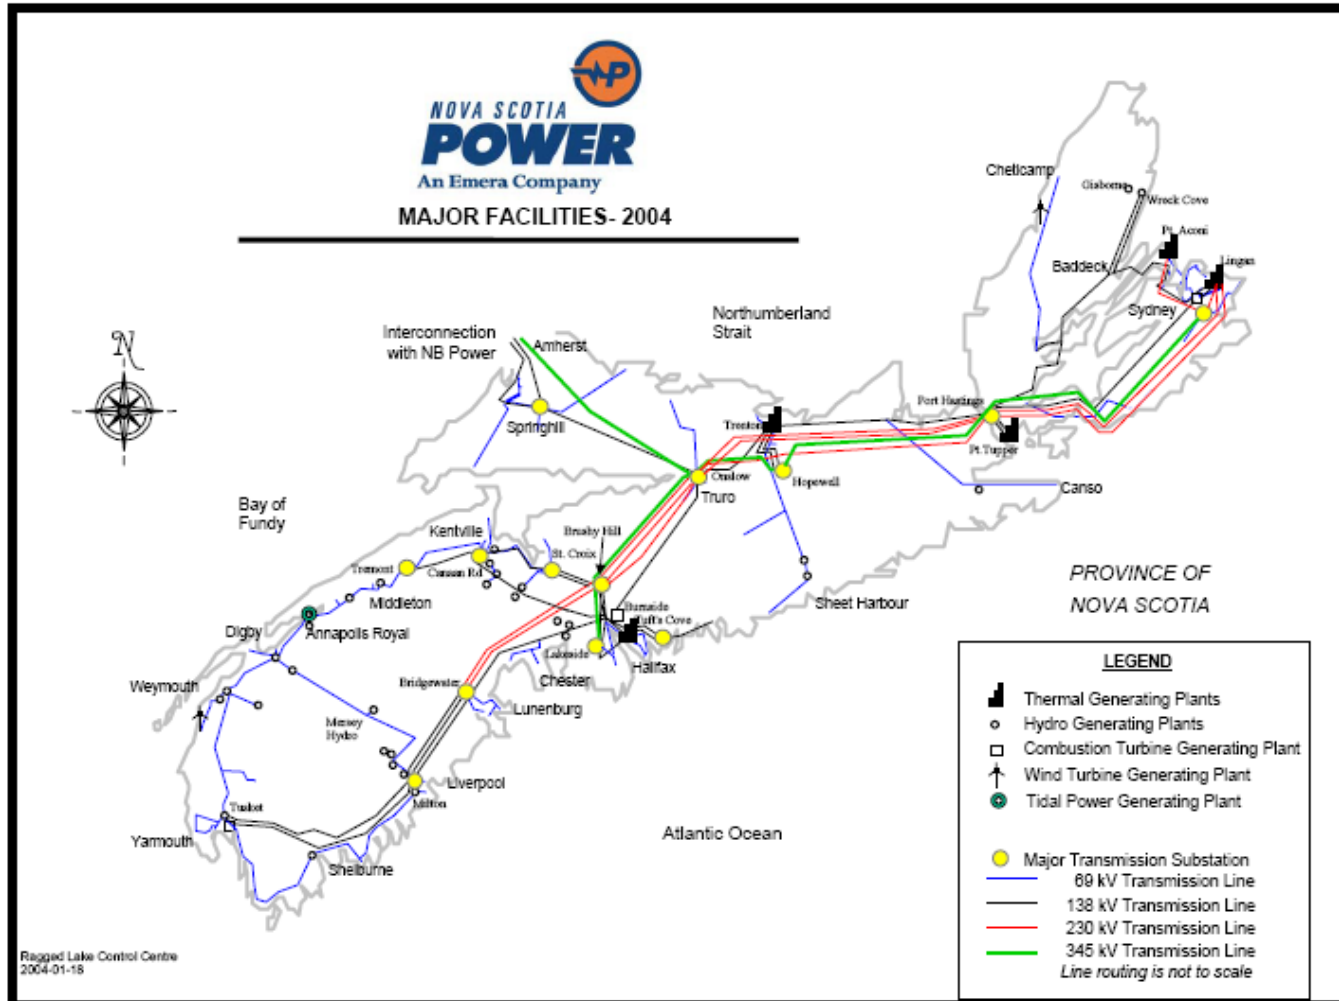 NOVA SCOTIA
POWER
An Emera Company
MAJOR FACILITIES- 2004
N
Cheticamp
Gisborne
Wreck Cove
Pt. Aconi
Lingan
Baddeck
Sydney
Interconnection
with NB Power
Amherst
Northumberland
Strait
Springhill
Port Hastings
Trenton
Pt. Tupper
Onslow
Truro
Hopewell
Canso
Bay of
Fundy
Kentville
Brushy Hill
St. Croix
Tremont
Canaan Rd
Middleton
Sheet Harbour
PROVINCE OF
NOVA SCOTIA
Burnside
Tuft's Cove
Digby
Annapolis Royal
Lakeside
Halifax
Weymouth
Bridgewater
Chester
Lunenburg
Mersey
Hydro
Liverpool
Milton
Tusket
Yarmouth
Shelburne
Atlantic Ocean
LEGEND
Thermal Generating Plants
Hydro Generating Plants
Combustion Turbine Generating Plant
Wind Turbine Generating Plant
Tidal Power Generating Plant
Major Transmission Substation
69 kV Transmission Line
138 kV Transmission Line
230 kV Transmission Line
345 kV Transmission Line
Line routing is not to scale
Ragged Lake Control Centre
2004-01-18